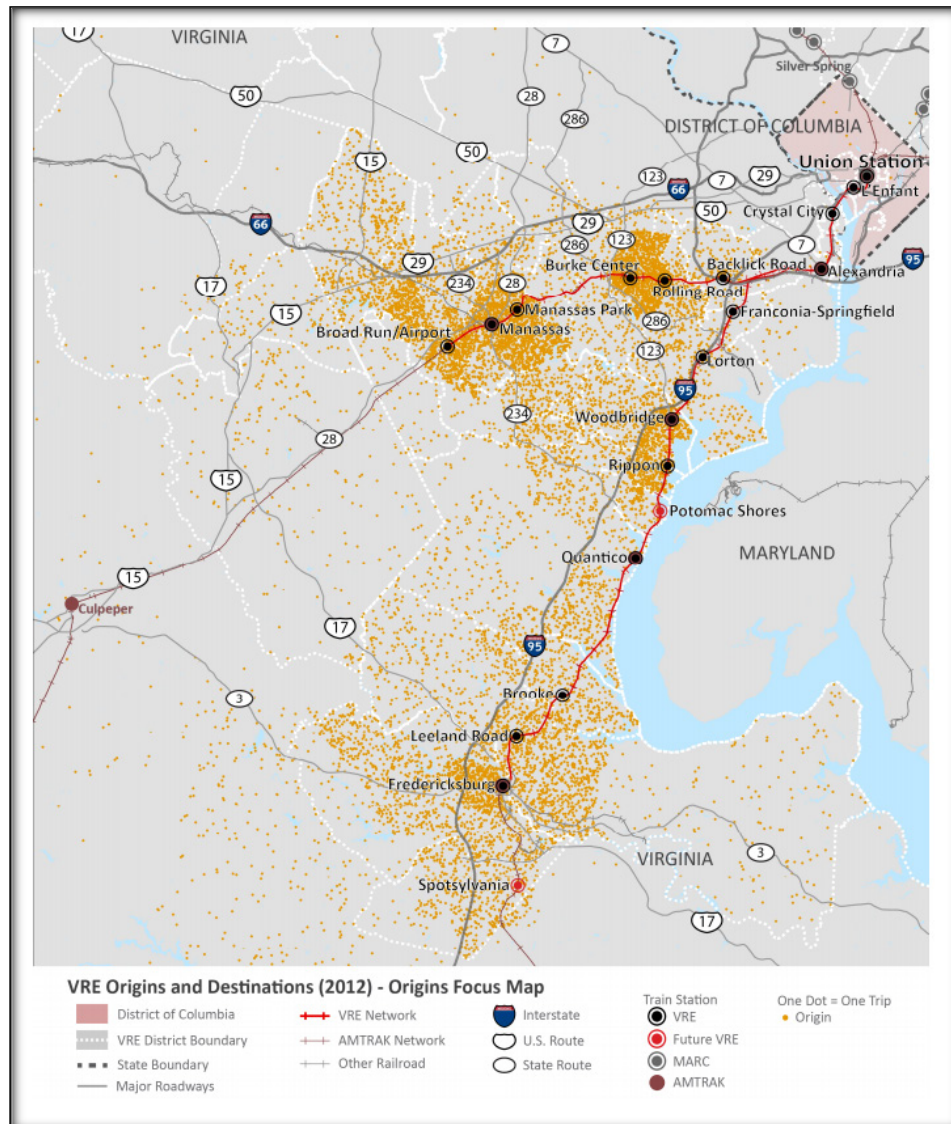 17
VIRGINIA
7
Silver Spring
50
28
286
DISTRICT OF COLUMBIA
15
50
Union Station
123
7
29
66
L'Enfant
50
Crystal City
66
29
123
286
7
95
29
Burke Center
Backlick Road
Alexandria
17
234
28
Rolling Road
15
Manassas Park
286
Franconia-Springfield
Broad Run/Airport
Manassas
123
Lorton
95
234
Woodbridge
28
Rippon
15
17
Potomac Shores
MARYLAND
Quantico
15
Culpeper
17
95
3
Brooke
Leeland Road
Fredericksburg
3
VIRGINIA
Spotsylvania
17
VRE Origins and Destinations (2012) - Origins Focus Map
District of Columbia
VRE District Boundary
State Boundary
Major Roadways
VRE Network
AMTRAK Network
Other Railroad
Interstate
U.S. Route
State Route
Train Station
VRE
Future VRE
MARC
AMTRAK
One Dot = One Trip
Origin